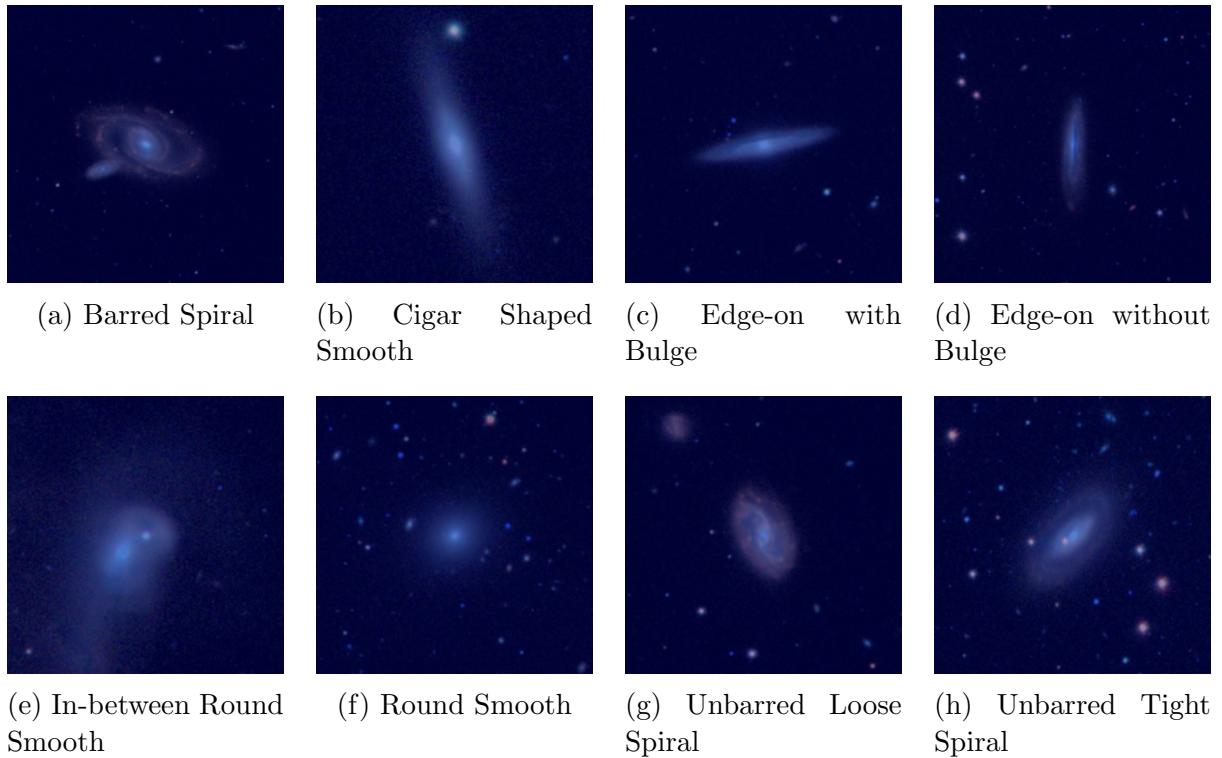 (a) Barred Spiral
(b) Cigar Shaped
Smooth
(c) Edge-on with
Bulge
(d) Edge-on without
Bulge
(e) In-between Round
Smooth
(f) Round Smooth
(g) Unbarred Loose
Spiral
(h) Unbarred Tight
Spiral